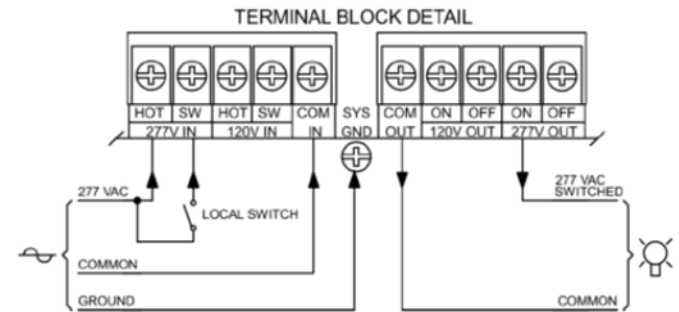 TERMINAL BLOCK DETAIL
HOT SW HOT SW COM SYS COM ON OFF ON OFF
277V IN 120V IN IN GND OUT 120V OUT 277V OUT
277 VAC
LOCAL SWITCH
COMMON
GROUND
277 VAC
SWITCHED
COMMON